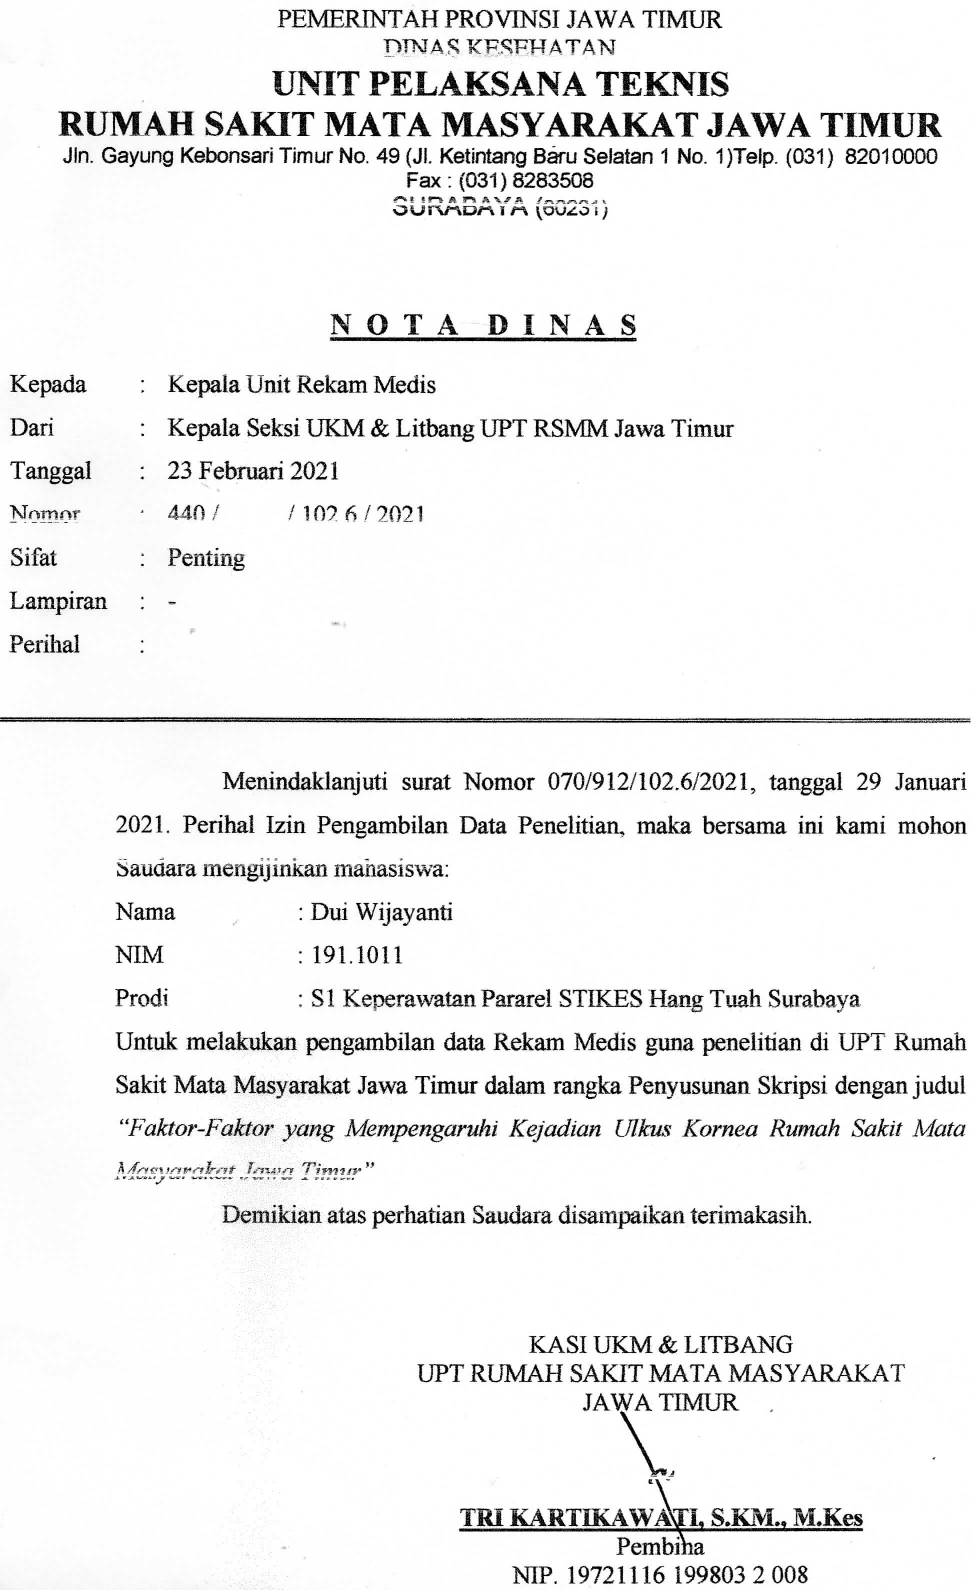 PEMERINTAH PROVINSI JAWA TIMUR
DINAS KESEHATAN
UNIT PELAKSANA TEKNIS
RUMAH SAKIT MATA MASYARAKAT JAWA TIMUR
Jln. Gayung Kebonsari Timur No. 49 (Jl. Ketintang Baru Selatan 1 No. 1)Telp. (031) 82010000
Fax : (031) 8283508
SURABAYA (60231)
NOTA DINAS
Kepada : Kepala Unit Rekam Medis
Dari : Kepala Seksi UKM & Litbang UPT RSMM Jawa Timur
Tanggal : 23 Februari 2021
Nomor : 440 / / 102.6 / 2021
Sifat : Penting
Lampiran : -
Perihal :
Menindaklanjuti surat Nomor 070/912/102.6/2021, tanggal 29 Januari
2021. Perihal Izin Pengambilan Data Penelitian, maka bersama ini kami mohon
Saudara mengijinkan mahasiswa:
Nama : Dui Wijayanti
NIM : 191.1011
Prodi : S1 Keperawatan Pararel STIKES Hang Tuah Surabaya
Untuk melakukan pengambilan data Rekam Medis guna penelitian di UPT Rumah
Sakit Mata Masyarakat Jawa Timur dalam rangka Penyusunan Skripsi dengan judul
“Faktor-Faktor yang Mempengaruhi Kejadian Ulkus Kornea Rumah Sakit Mata
Masyarakat Jawa Timur”
Demikian atas perhatian Saudara disampaikan terimakasih.
KASI UKM & LITBANG
UPT RUMAH SAKIT MATA MASYARAKAT
JAWA TIMUR
TRI KARTIKAWATI, S.KM., M.Kes
Pembina
NIP. 19721116 199803 2 008